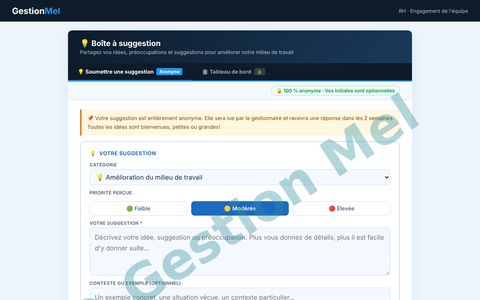 GestionMel
RH · Engagement de l'équipe
💡 Boîte à suggestion
Partagez vos idées, préoccupations et suggestions pour améliorer notre milieu de travail
💡 Soumettre une suggestion Anonyme
📋 Tableau de bord 🔒
🔒 100 % anonyme · Vos initiales sont optionnelles
📌 Votre suggestion est entièrement anonyme. Elle sera lue par la gestionnaire et recevra une réponse dans les 2 semaines.
Toutes les idées sont bienvenues, petites ou grandes!
💡 VOTRE SUGGESTION
CATÉGORIE
💡 Amélioration du milieu de travail
PRIORITÉ PERÇUE
🟢 Faible
🟡 Modérée
🔴 Élevée
VOTRE SUGGESTION *
Décrivez votre idée, suggestion ou préoccupation. Plus vous donnez de détails, plus il est facile
d'y donner suite...
CONTEXTE OU EXEMPLE (OPTIONNEL)
Un exemple concret, une situation vécue, un contexte particulier...
Gestion Mel